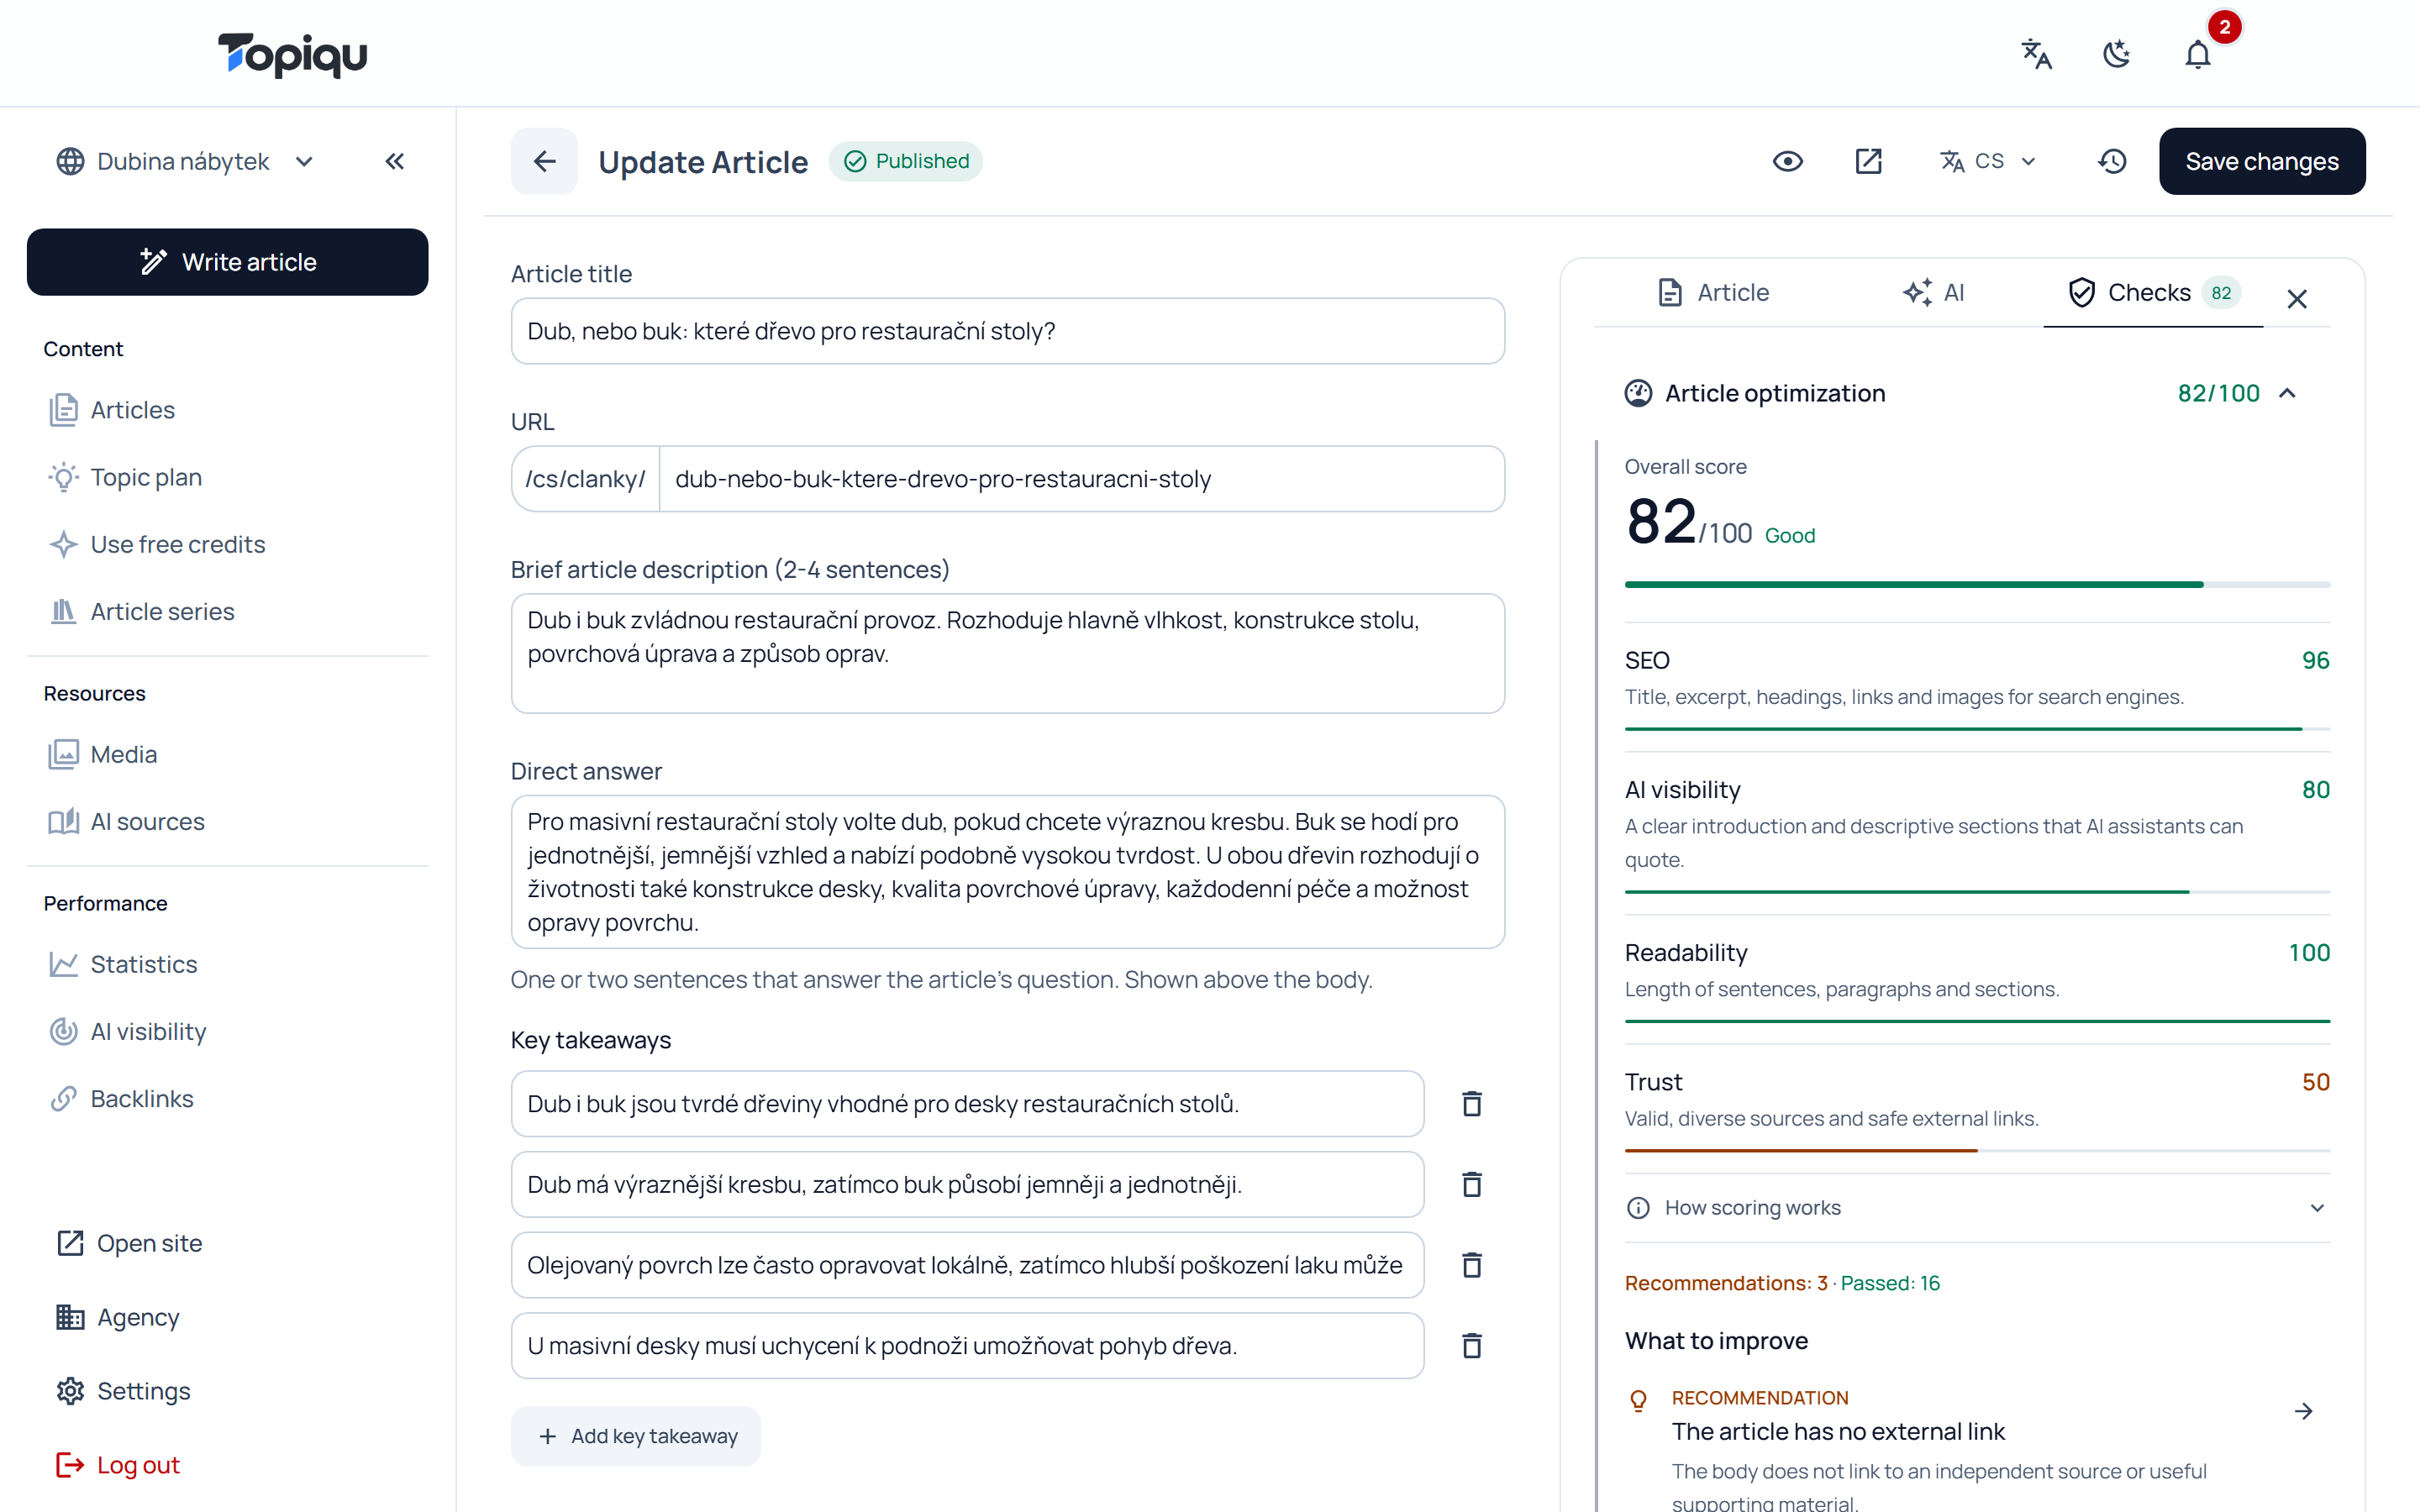 Topiqu
2
Dubina nábytek
Write article
Content
Articles
Topic plan
Use free credits
Article series
Resources
Media
AI sources
Performance
Statistics
AI visibility
Backlinks
Open site
Agency
Settings
Log out
Update Article
Published
CS
Save changes
Article title
Dub, nebo buk: které dřevo pro restaurační stoly?
URL
/cs/clanky/ dub-nebo-buk-ktere-drevo-pro-restauracni-stoly
Brief article description (2-4 sentences)
Dub i buk zvládnou restaurační provoz. Rozhoduje hlavně vlhkost, konstrukce stolu,
povrchová úprava a způsob oprav.
Direct answer
Pro masivní restaurační stoly volte dub, pokud chcete výraznou kresbu. Buk se hodí pro
jednotnější, jemnější vzhled a nabízí podobně vysokou tvrdost. U obou dřevin rozhodují o
životnosti také konstrukce desky, kvalita povrchové úpravy, každodenní péče a možnost
opravy povrchu.
One or two sentences that answer the article's question. Shown above the body.
Key takeaways
Dub i buk jsou tvrdé dřeviny vhodné pro desky restauračních stolů.
Dub má výraznější kresbu, zatímco buk působí jemněji a jednotněji.
Olejovaný povrch lze často opravovat lokálně, zatímco hlubší poškození laku může
U masivní desky musí uchycení k podnoži umožňovat pohyb dřeva.
Add key takeaway
Article
AI
Checks 82
Article optimization 82/100
Overall score
82/100 Good
SEO 96
Title, excerpt, headings, links and images for search engines.
AI visibility 80
A clear introduction and descriptive sections that AI assistants can
quote.
Readability 100
Length of sentences, paragraphs and sections.
Trust 50
Valid, diverse sources and safe external links.
How scoring works
Recommendations: 3 · Passed: 16
What to improve
RECOMMENDATION
The article has no external link
The body does not link to an independent source or useful
supporting material.